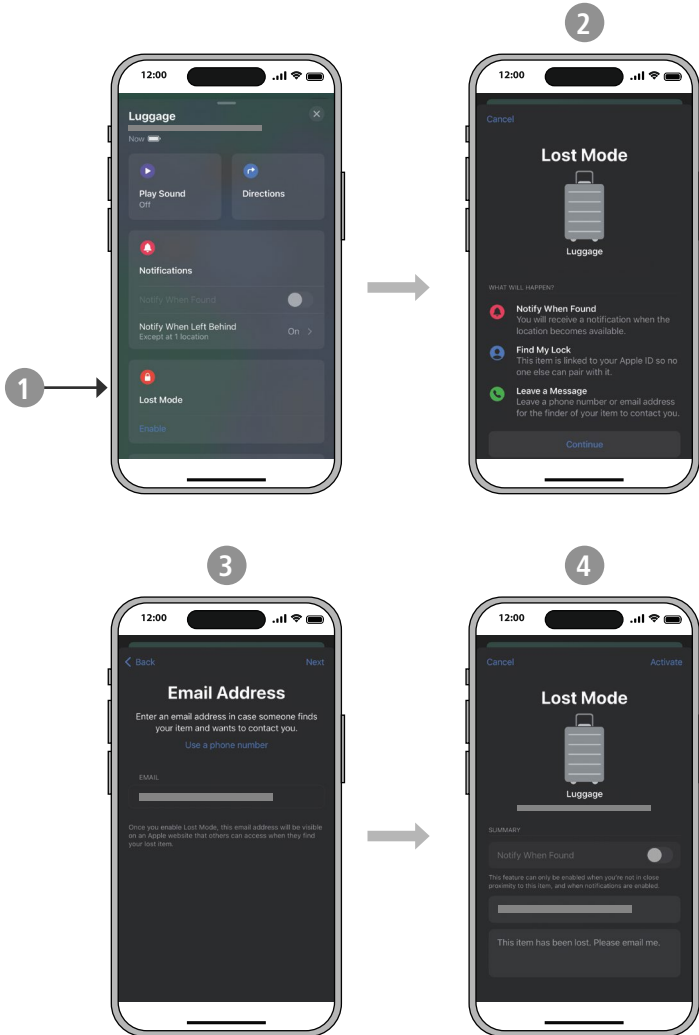 12:00
Luggage
Now
Play Sound
Off
Directions
Notifications
Notify When Found
Notify When Left Behind
Except at 1 location
On
1
Lost Mode
Enable
2
12:00
Cancel
Lost Mode
Luggage
WHAT WILL HAPPEN?
Notify When Found
You will receive a notification when the
location becomes available.
Find My Lock
This item is linked to your Apple ID so no
one else can pair with it.
Leave a Message
Leave a phone number or email address
for the finder of your item to contact you.
Continue
3
12:00
Back
Next
Email Address
Enter an email address in case someone finds
your item and wants to contact you.
Use a phone number
EMAIL
Once you enable Lost Mode, this email address will be visible
on an Apple website that others can access when they find
your lost item.
4
12:00
Cancel
Activate
Lost Mode
Luggage
SUMMARY
Notify When Found
This feature can only be enabled when you're not in close
proximity to this item, and when notifications are enabled.
This item has been lost. Please email me.